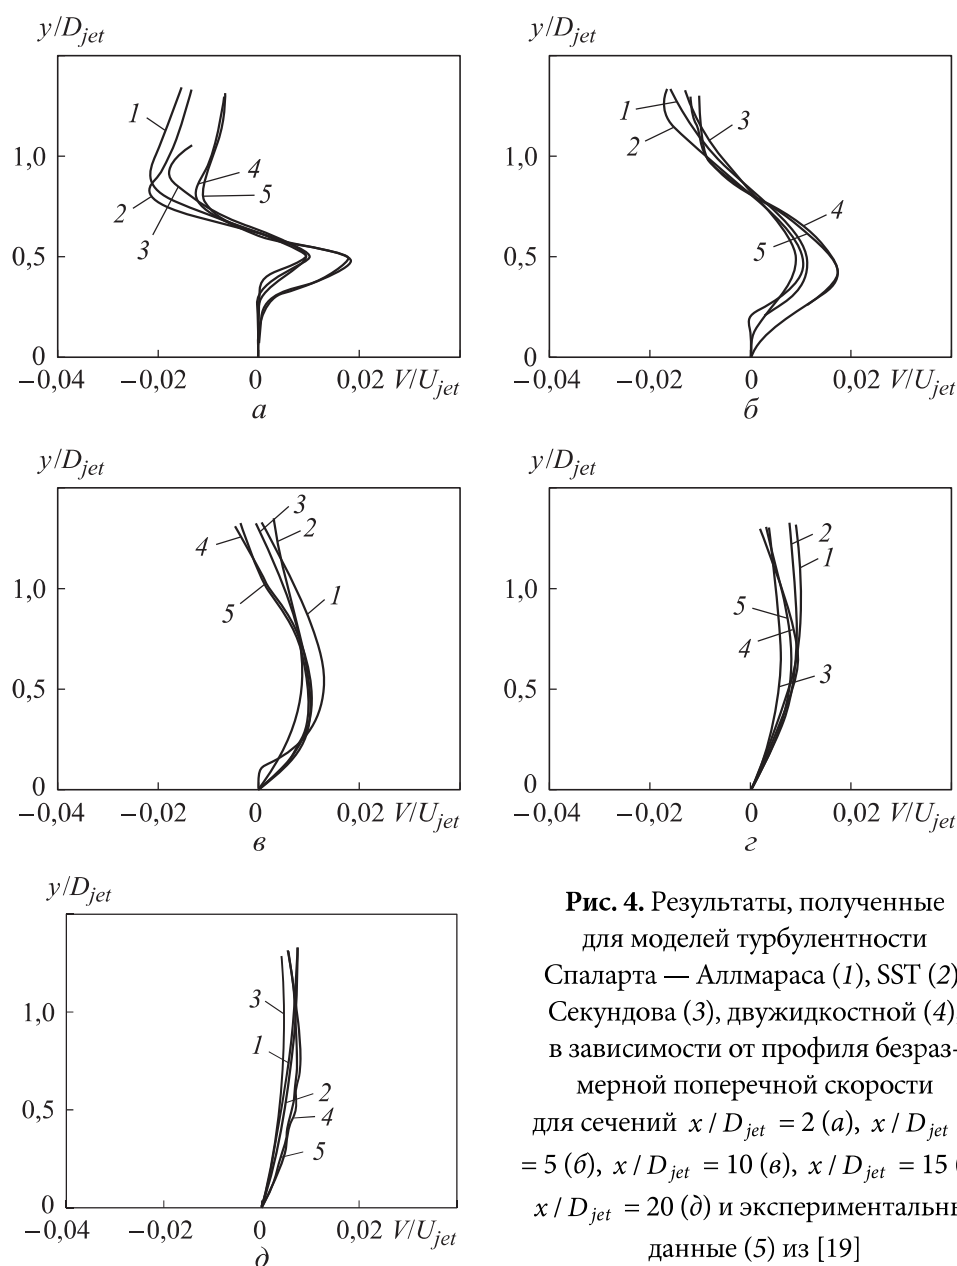 y/D_jet
1
4
5
2
3
1,0
0,5
0
−0,04 −0,02 0 0,02 V/U_jet
а
y/D_jet
1
3
2
4
5
1,0
0,5
0
−0,04 −0,02 0 0,02 V/U_jet
б
y/D_jet
3
2
4
5
1
1,0
0,5
0
−0,04 −0,02 0 0,02 V/U_jet
в
y/D_jet
2
1
5
4
3
1,0
0,5
0
−0,04 −0,02 0 0,02 V/U_jet
г
y/D_jet
3
1
2
4
5
1,0
0,5
0
−0,04 −0,02 0 0,02 V/U_jet
д
Рис. 4. Результаты, полученные
для моделей турбулентности
Спаларта — Аллмараса (1), SST (2)
Секундова (3), двужидкостной (4)
в зависимости от профиля безраз-
мерной поперечной скорости
для сечений x / D_jet = 2 (а), x / D_jet
= 5 (б), x / D_jet = 10 (в), x / D_jet = 15 (
x / D_jet = 20 (д) и экспериментальн
данные (5) из [19]